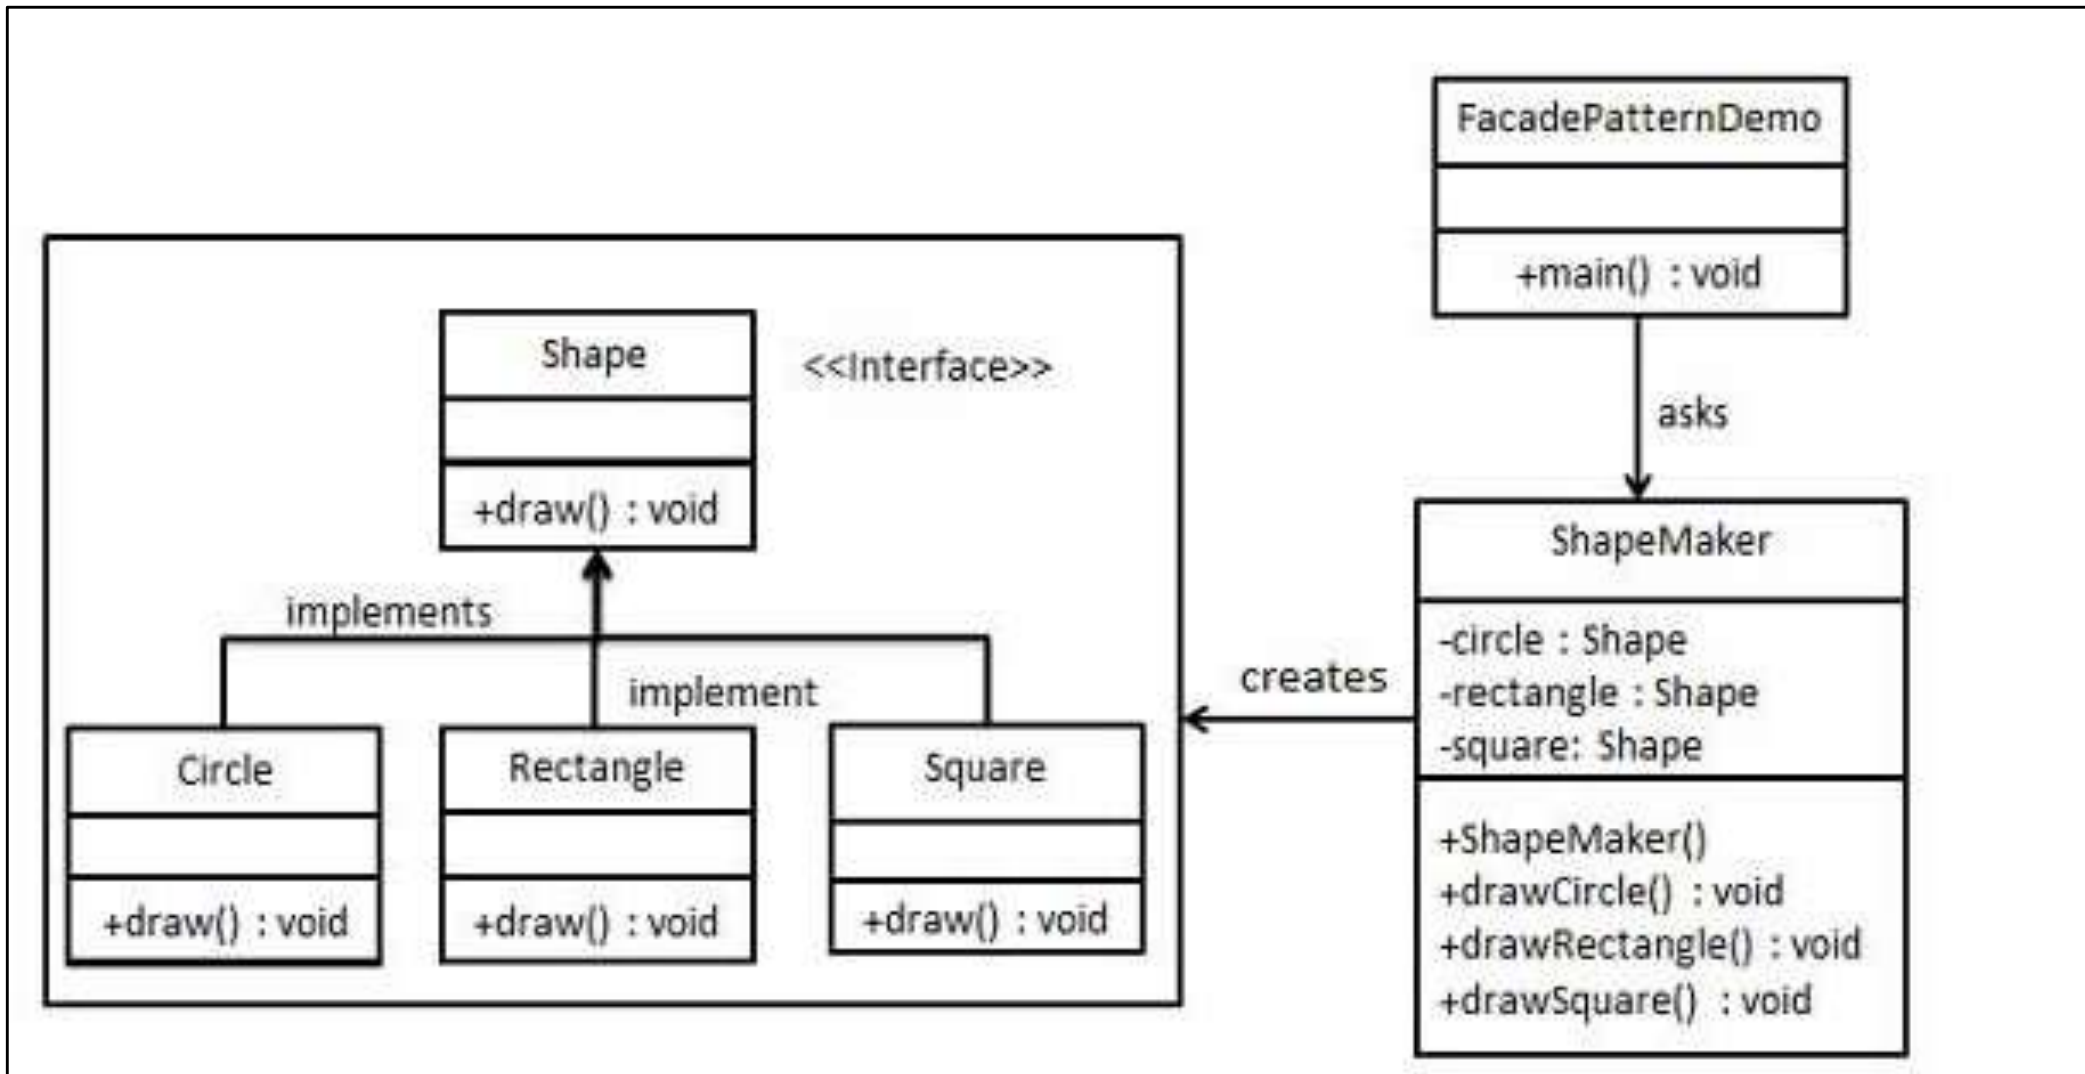 FacadePatternDemo
+main() : void
asks
Shape
<<Interface>>
+draw() : void
implements
implement
Circle
+draw() : void
Rectangle
+draw() : void
Square
+draw() : void
creates
ShapeMaker
-circle : Shape
-rectangle : Shape
-square: Shape
+ShapeMaker()
+drawCircle() : void
+drawRectangle() : void
+drawSquare() : void